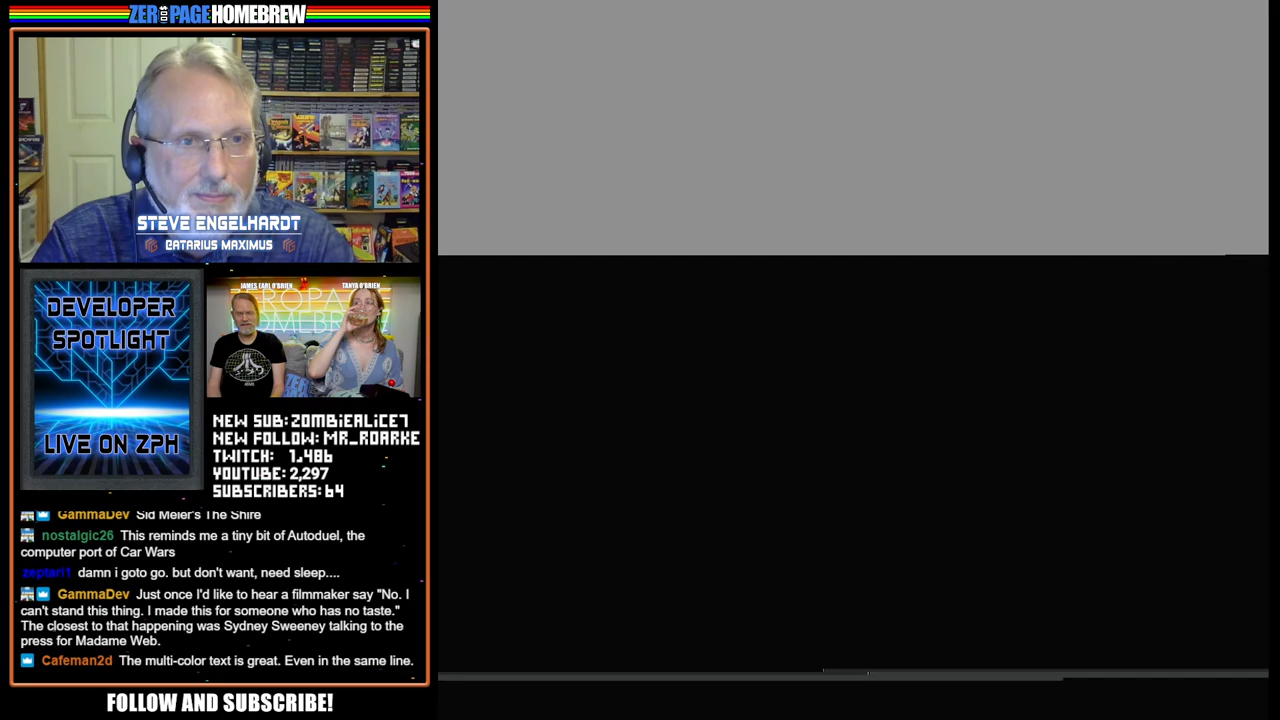 ZERO PAGE HOMEBREW
STEVE ENGELHARDT
@ATARIUS MAXIMUS
DEVELOPER
SPOTLIGHT
LIVE ON ZPH
JAMES EARL O'BRIEN
TANYA O'BRIEN
NEW SUB: ZOMBiEALiCE7
NEW FOLLOW: MR_ROARKE
TWITCH: 1,486
YOUTUBE: 2,297
SUBSCRIBERS: 64
GammaDev Sid Meier's The Shire
nostalgic26 This reminds me a tiny bit of Autoduel, the
computer port of Car Wars
zeptari1 damn i goto go. but don't want, need sleep....
GammaDev Just once I'd like to hear a filmmaker say "No. I
can't stand this thing. I made this for someone who has no taste."
The closest to that happening was Sydney Sweeney talking to the
press for Madame Web.
Cafeman2d The multi-color text is great. Even in the same line.
FOLLOW AND SUBSCRIBE!